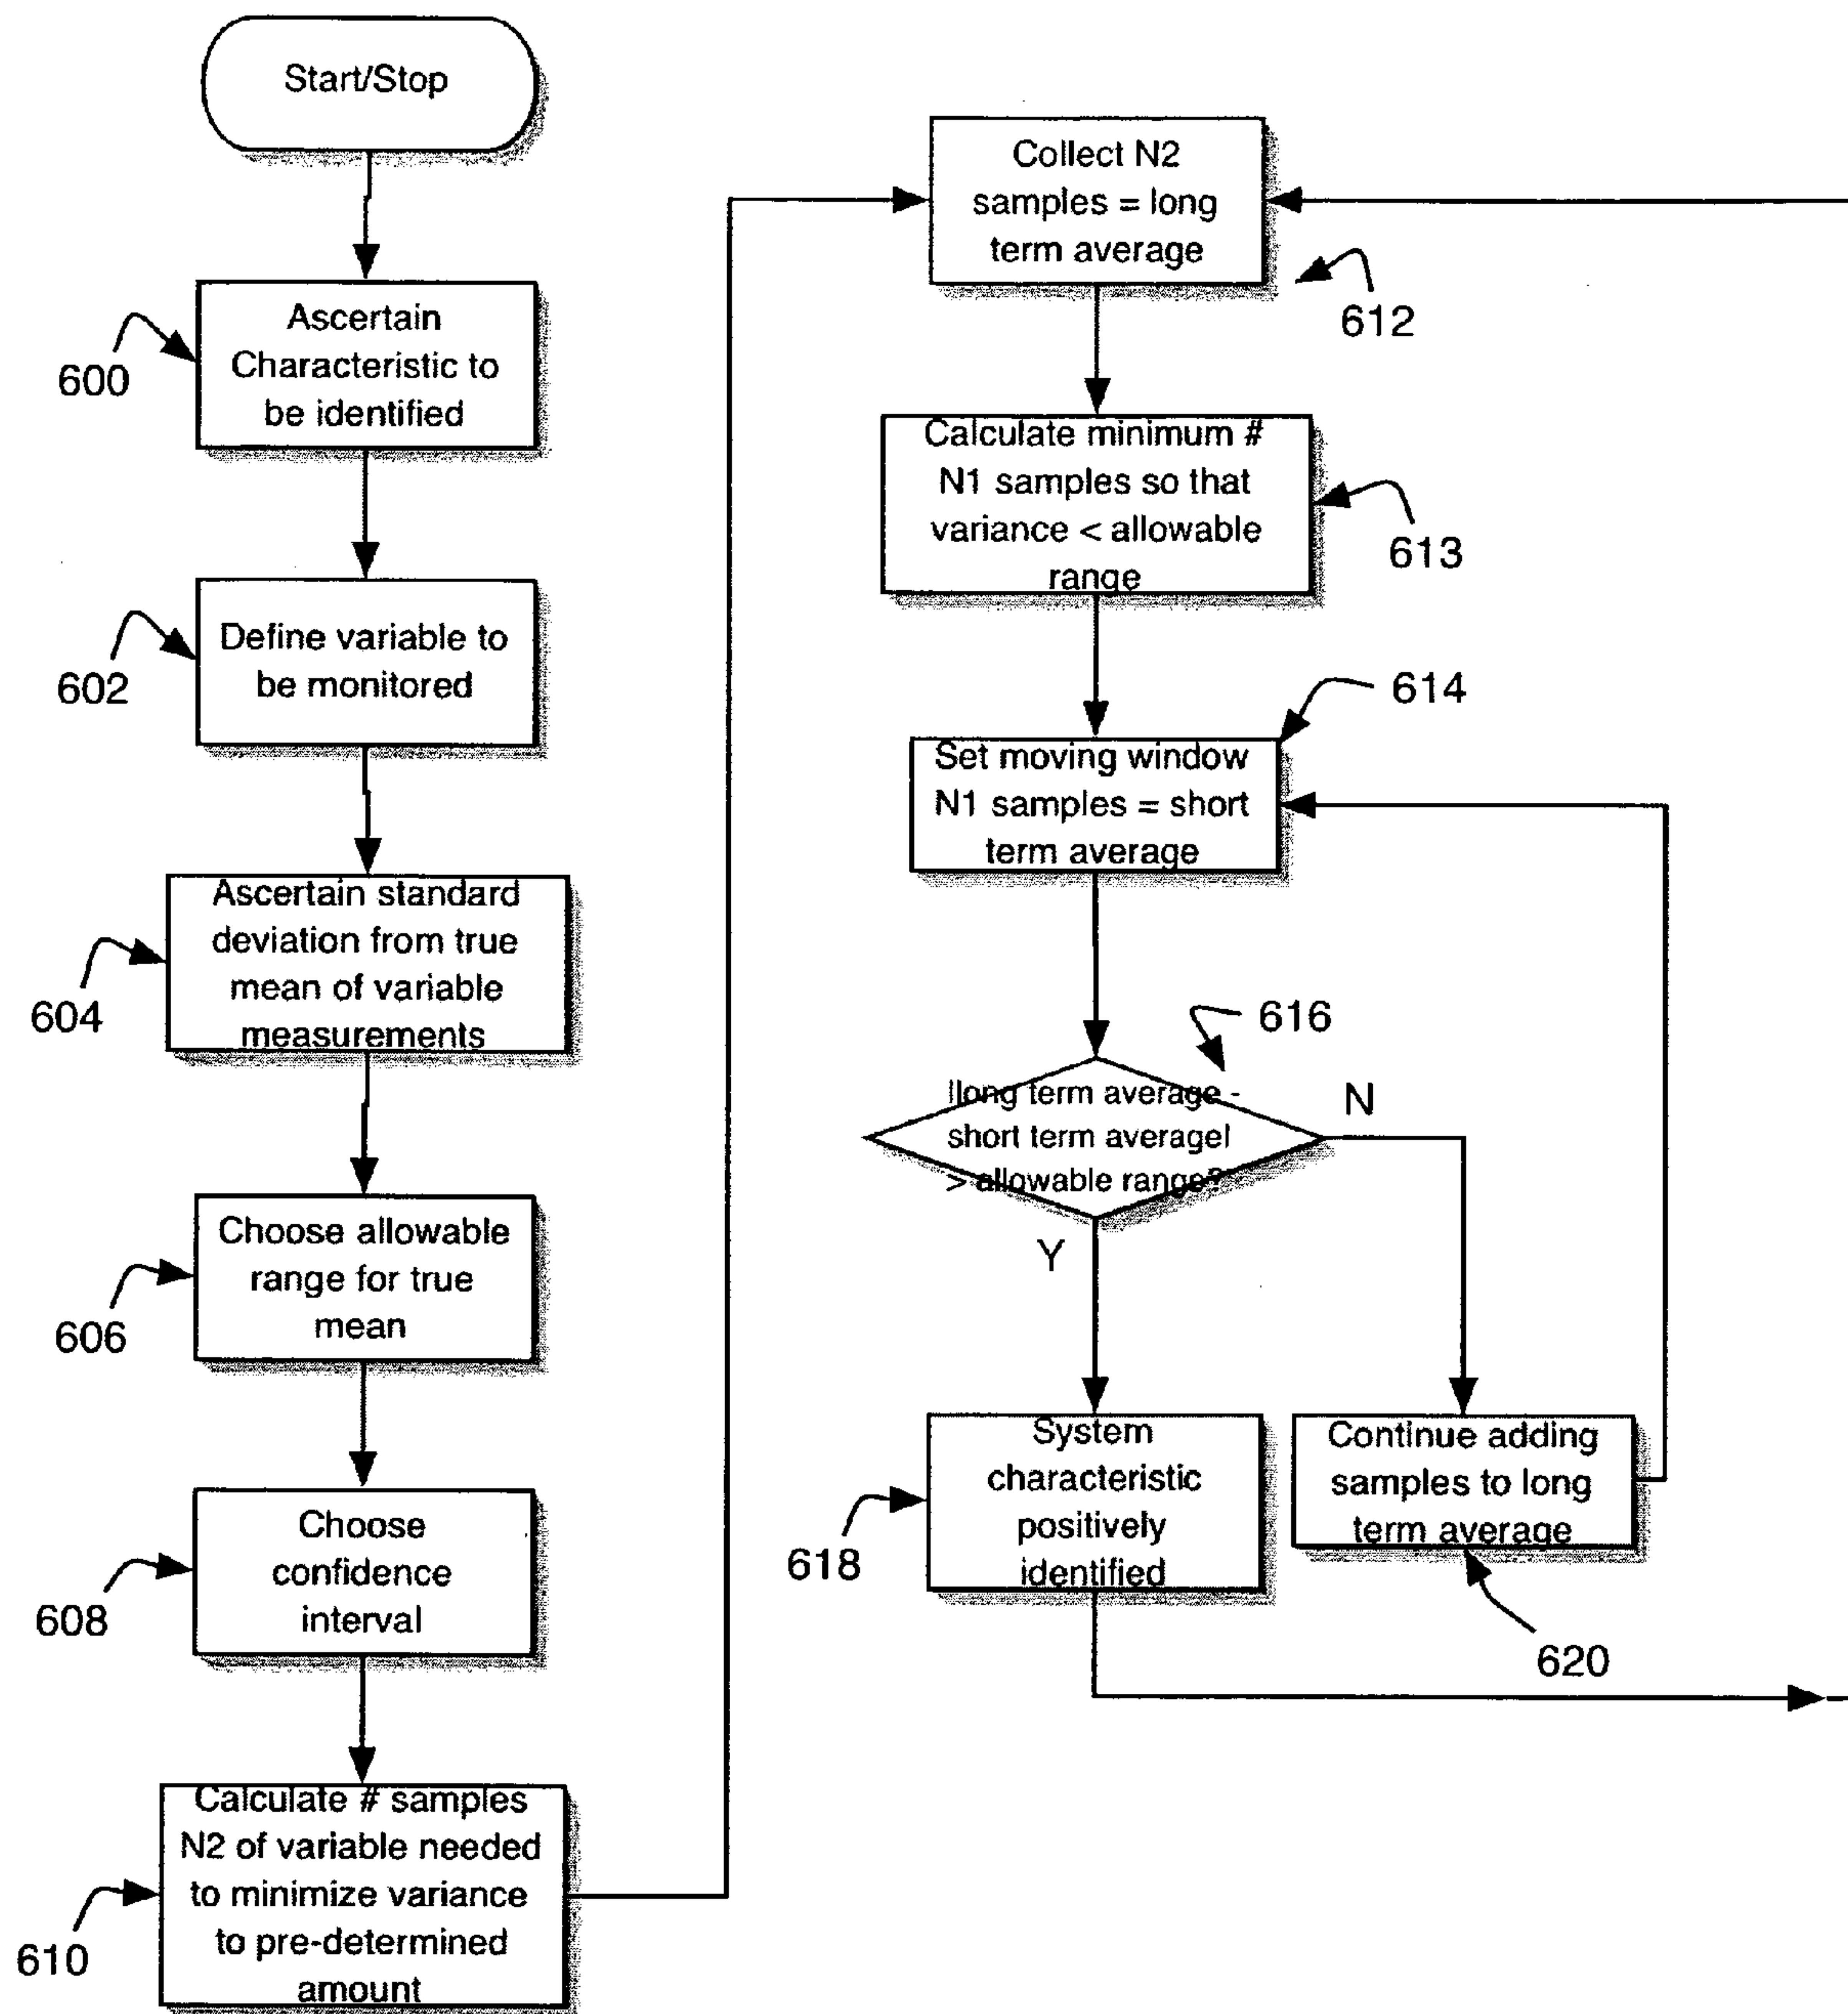 Start/Stop
Ascertain
Characteristic to
be identified
600
Define variable to
be monitored
602
Ascertain standard
deviation from true
mean of variable
measurements
604
Choose allowable
range for true
mean
606
Choose
confidence
interval
608
Calculate # samples
N2 of variable needed
to minimize variance
to pre-determined
amount
610
Collect N2
samples = long
term average
612
Calculate minimum #
N1 samples so that
variance < allowable
range
613
Set moving window
N1 samples = short
term average
614
|long term average -
short term average|
> allowable range?
616
N
Y
System
characteristic
positively
identified
618
Continue adding
samples to long
term average
620